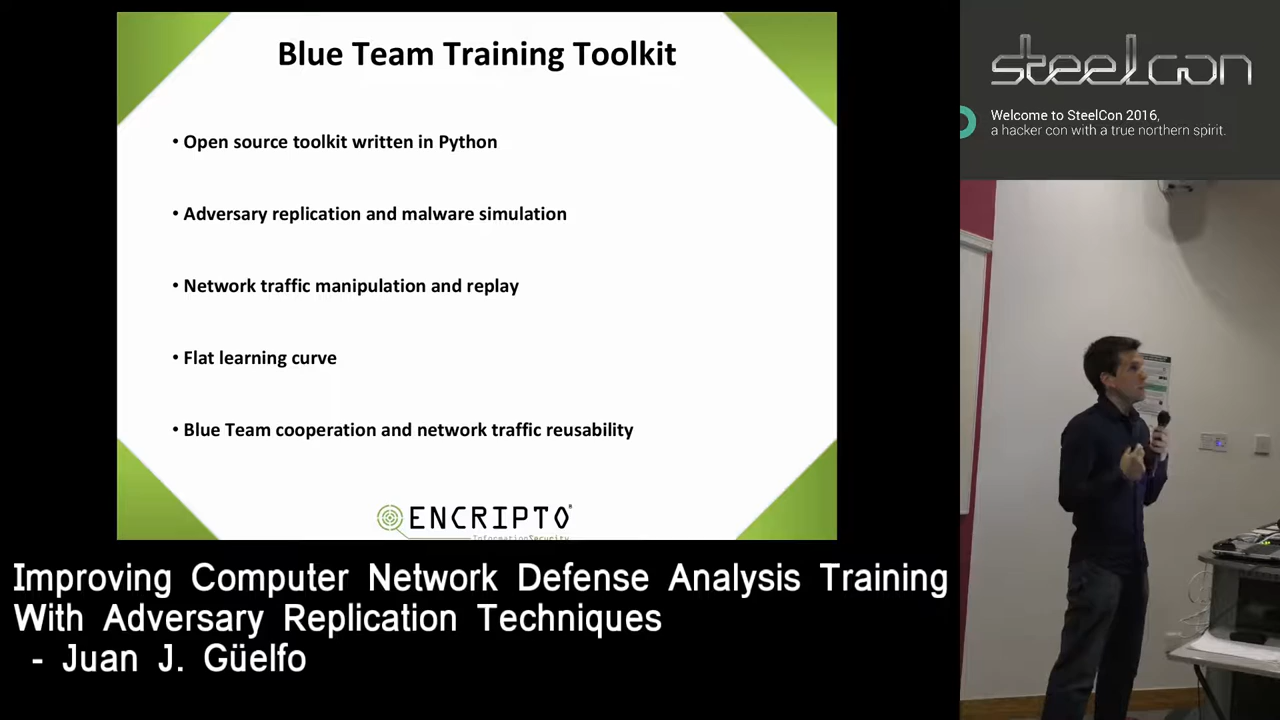 Blue Team Training Toolkit
• Open source toolkit written in Python
• Adversary replication and malware simulation
• Network traffic manipulation and replay
• Flat learning curve
• Blue Team cooperation and network traffic reusability
ENCRIPTO®
InformationSecurity
steelcon
Welcome to SteelCon 2016,
a hacker con with a true northern spirit.
Improving Computer Network Defense Analysis Training
With Adversary Replication Techniques
- Juan J. Güelfo